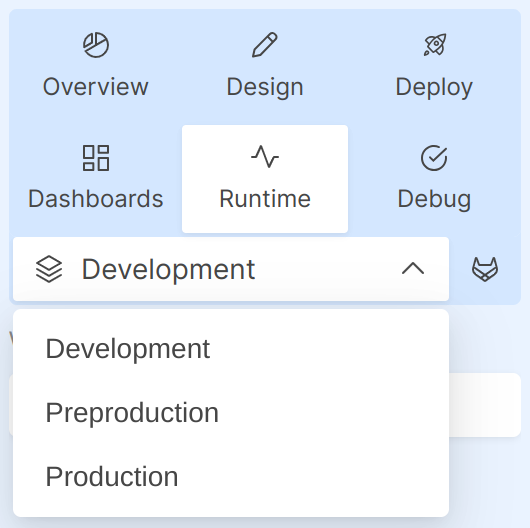 Overview Design Deploy
Dashboards Runtime Debug
Development
Development
Preproduction
Production